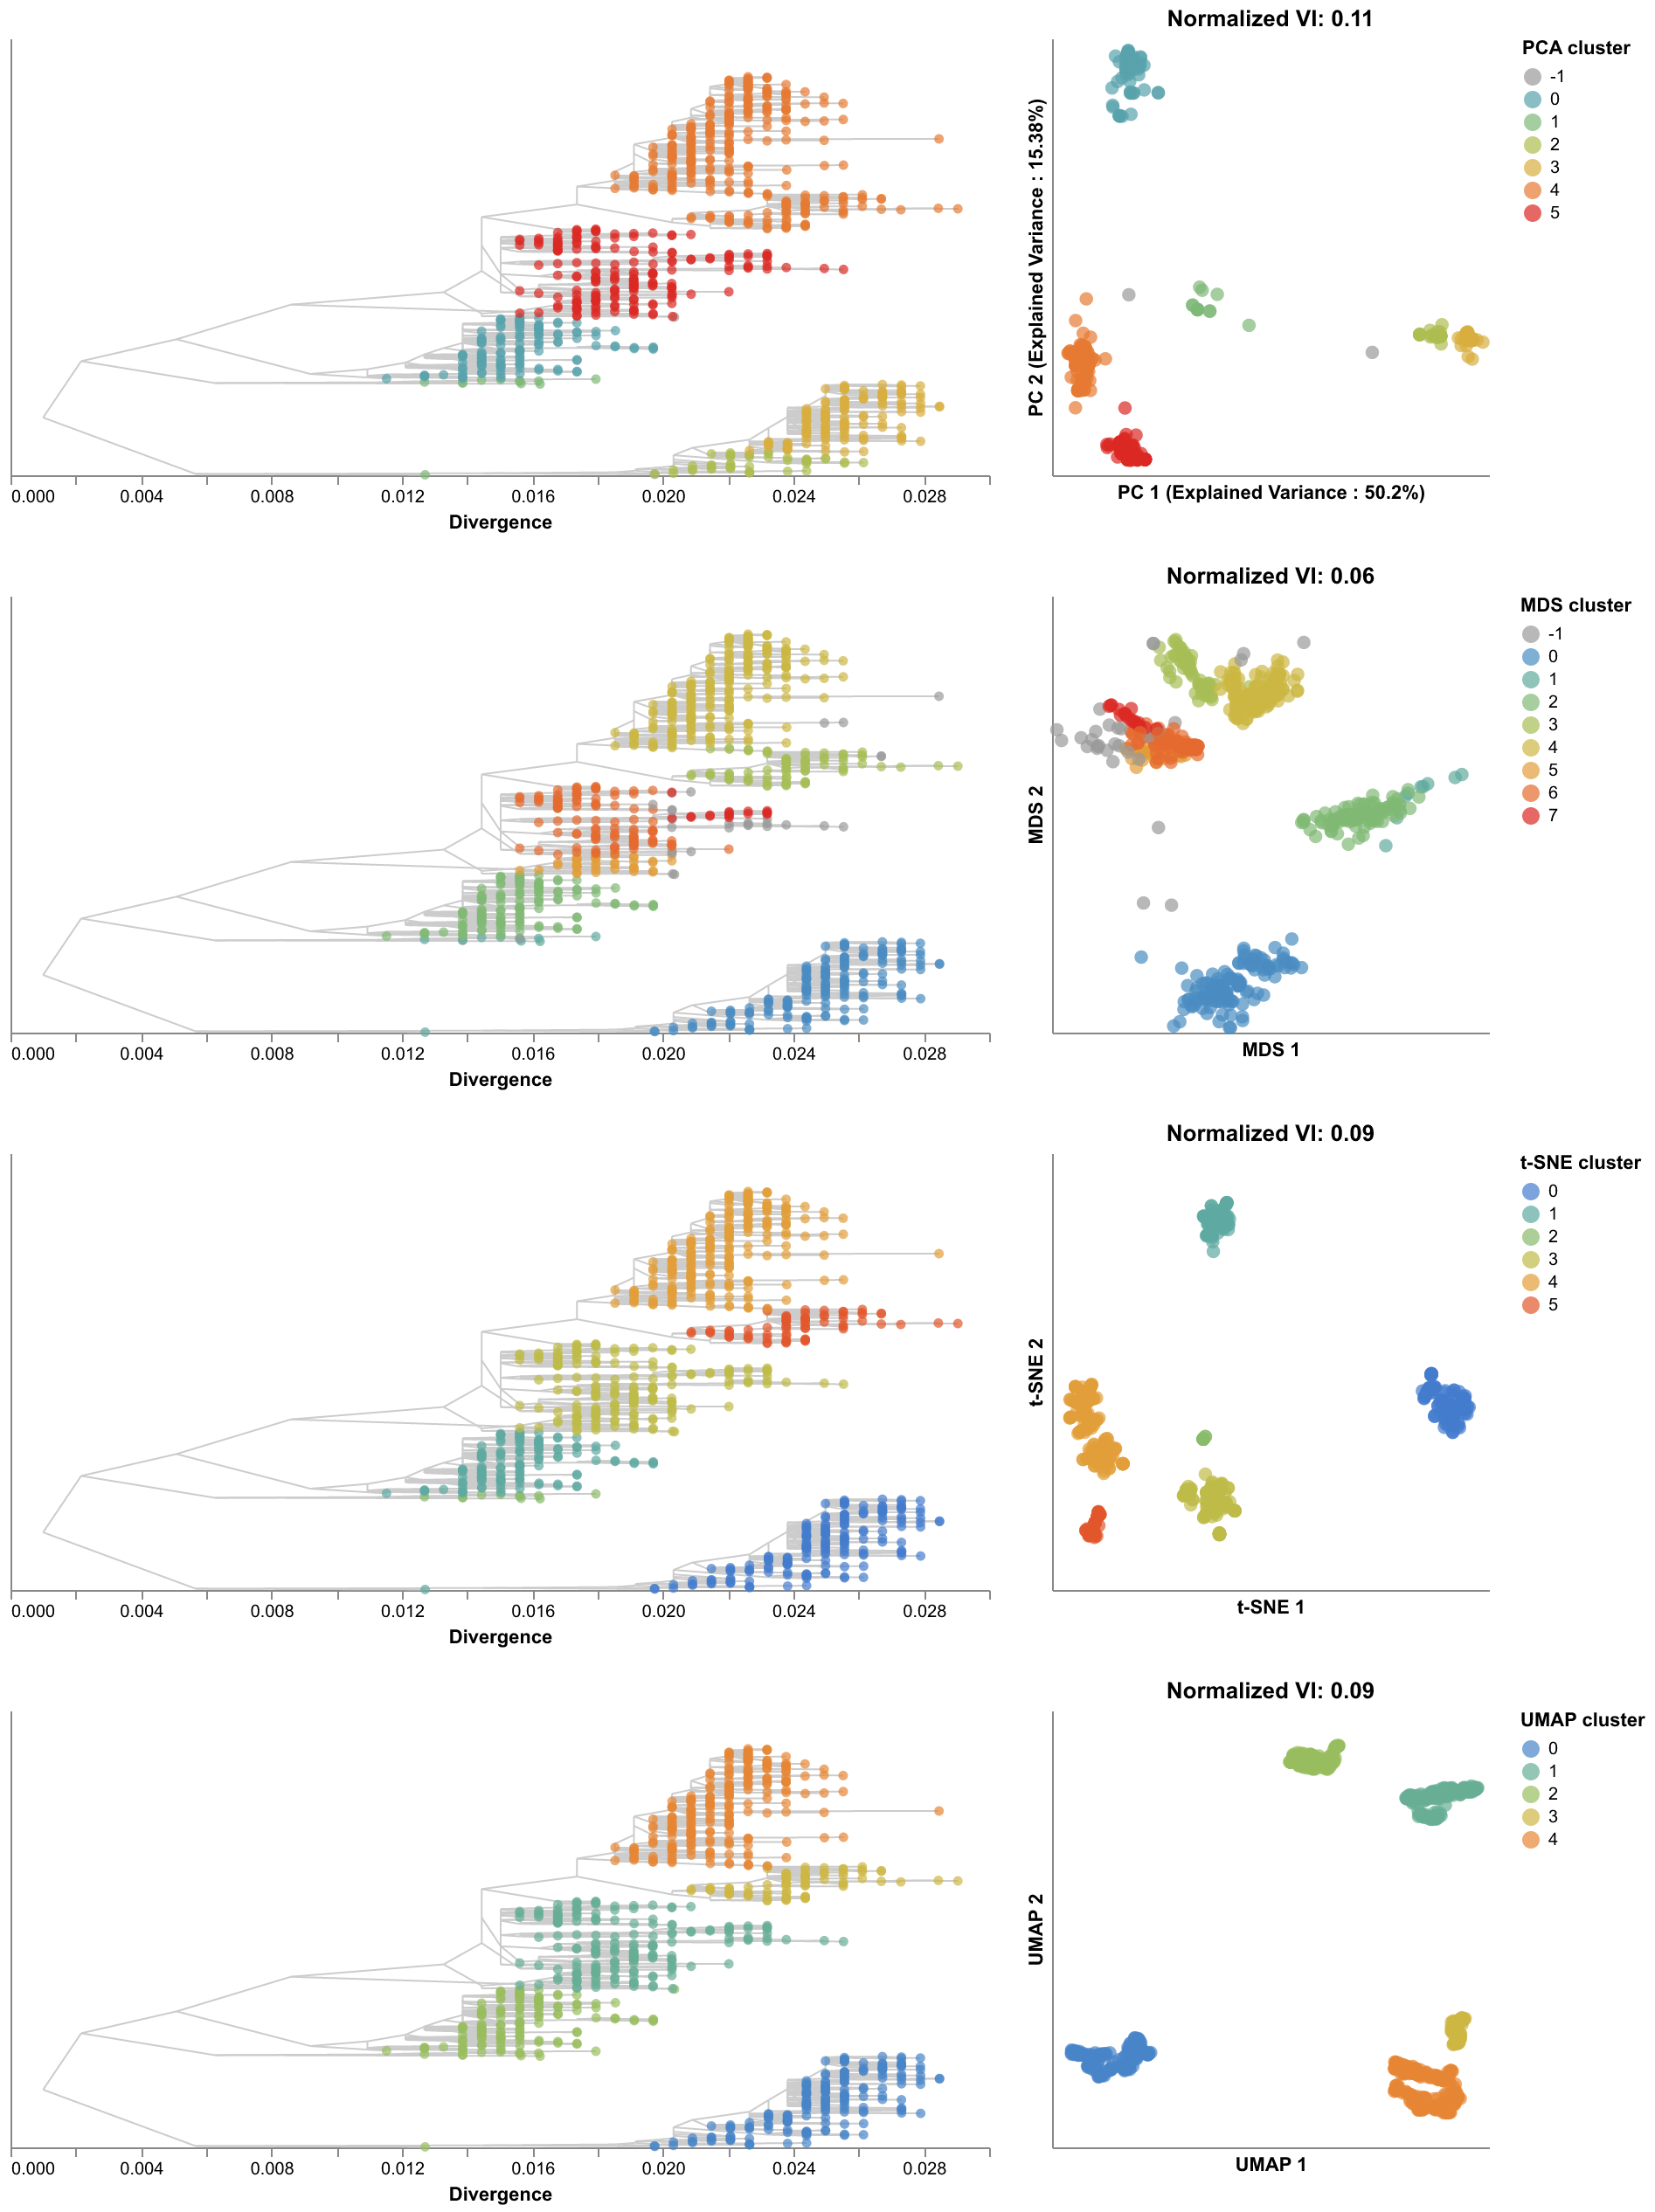 Normalized VI: 0.11
PCA cluster
-1
0
1
2
3
4
5
PC 2 (Explained Variance : 15.38%)
0.000 0.004 0.008 0.012 0.016 0.020 0.024 0.028
Divergence
PC 1 (Explained Variance : 50.2%)
Normalized VI: 0.06
MDS cluster
-1
0
1
2
3
4
5
6
7
MDS 2
0.000 0.004 0.008 0.012 0.016 0.020 0.024 0.028
Divergence
MDS 1
Normalized VI: 0.09
t-SNE cluster
0
1
2
3
4
5
t-SNE 2
0.000 0.004 0.008 0.012 0.016 0.020 0.024 0.028
Divergence
t-SNE 1
Normalized VI: 0.09
UMAP cluster
0
1
2
3
4
UMAP 2
0.000 0.004 0.008 0.012 0.016 0.020 0.024 0.028
Divergence
UMAP 1